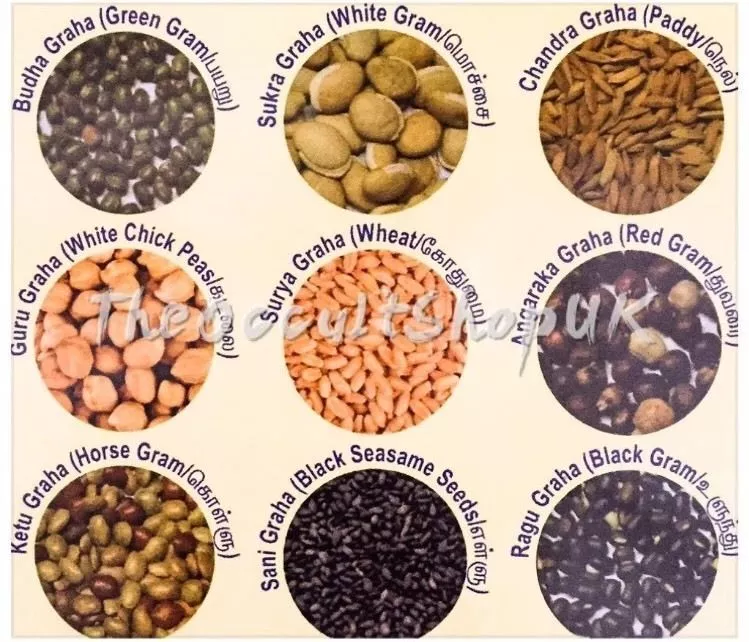 Budha Graha (Green Gram/பயறு)
Sukra Graha (White Gram/மொச்சை)
Chandra Graha (Paddy/நெல்)
Guru Graha (White Chick Peas/கடலை)
Surya Graha (Wheat/கோதுமை)
Angaraka Graha (Red Gram/துவரை)
TheOccultShopUK
Ketu Graha (Horse Gram/கொள்ளு)
Sani Graha (Black Seasame Seeds/எள்ளு)
Ragu Graha (Black Gram/உளுந்து)